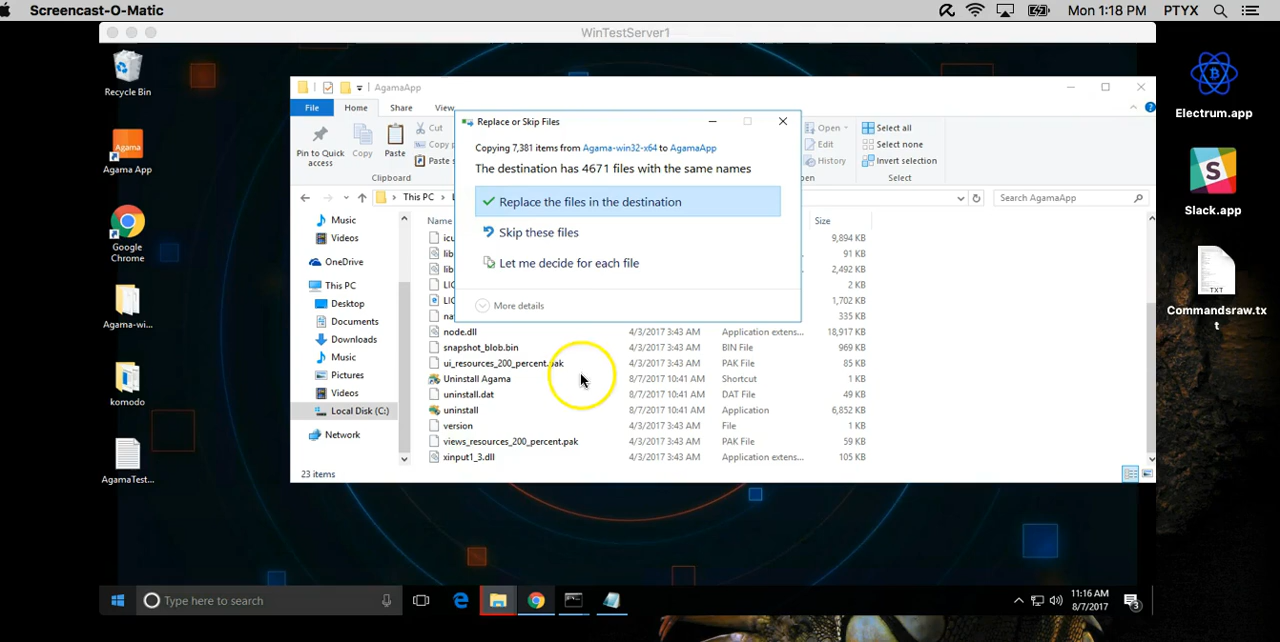 Screencast-O-Matic
Mon 1:18 PM PTYX
WinTestServer1
Recycle Bin
Agama App
Google
Chrome
Agama-wi...
komodo
AgamaTest...
AgamaApp
File Home Share View
Pin to Quick
access
Copy
Paste
Cut
Copy
Paste s
Clipboard
Open
Edit
History
Select all
Select none
Invert selection
Select
This PC
Search AgamaApp
Replace or Skip Files
Copying 7,381 items from Agama-win32-x64 to AgamaApp
The destination has 4671 files with the same names
Replace the files in the destination
Skip these files
Let me decide for each file
More details
Music
Videos
OneDrive
This PC
Desktop
Documents
Downloads
Music
Pictures
Videos
Local Disk (C:)
Network
Name Size
icu 9,894 KB
lib 91 KB
lib 2,492 KB
LIC 2 KB
LIC 1,702 KB
nat 335 KB
node.dll 4/3/2017 3:43 AM Application extens... 18,917 KB
snapshot_blob.bin 4/3/2017 3:43 AM BIN File 969 KB
ui_resources_200_percent.pak 4/3/2017 3:43 AM PAK File 85 KB
Uninstall Agama 8/7/2017 10:41 AM Shortcut 1 KB
uninstall.dat 8/7/2017 10:41 AM DAT File 49 KB
uninstall 8/7/2017 10:41 AM Application 6,852 KB
version 4/3/2017 3:43 AM File 1 KB
views_resources_200_percent.pak 4/3/2017 3:43 AM PAK File 59 KB
xinput1_3.dll 4/3/2017 3:43 AM Application extens... 105 KB
23 items
Electrum.app
Slack.app
TXT
Commandsraw.tx
t
Type here to search
11:16 AM
8/7/2017
3